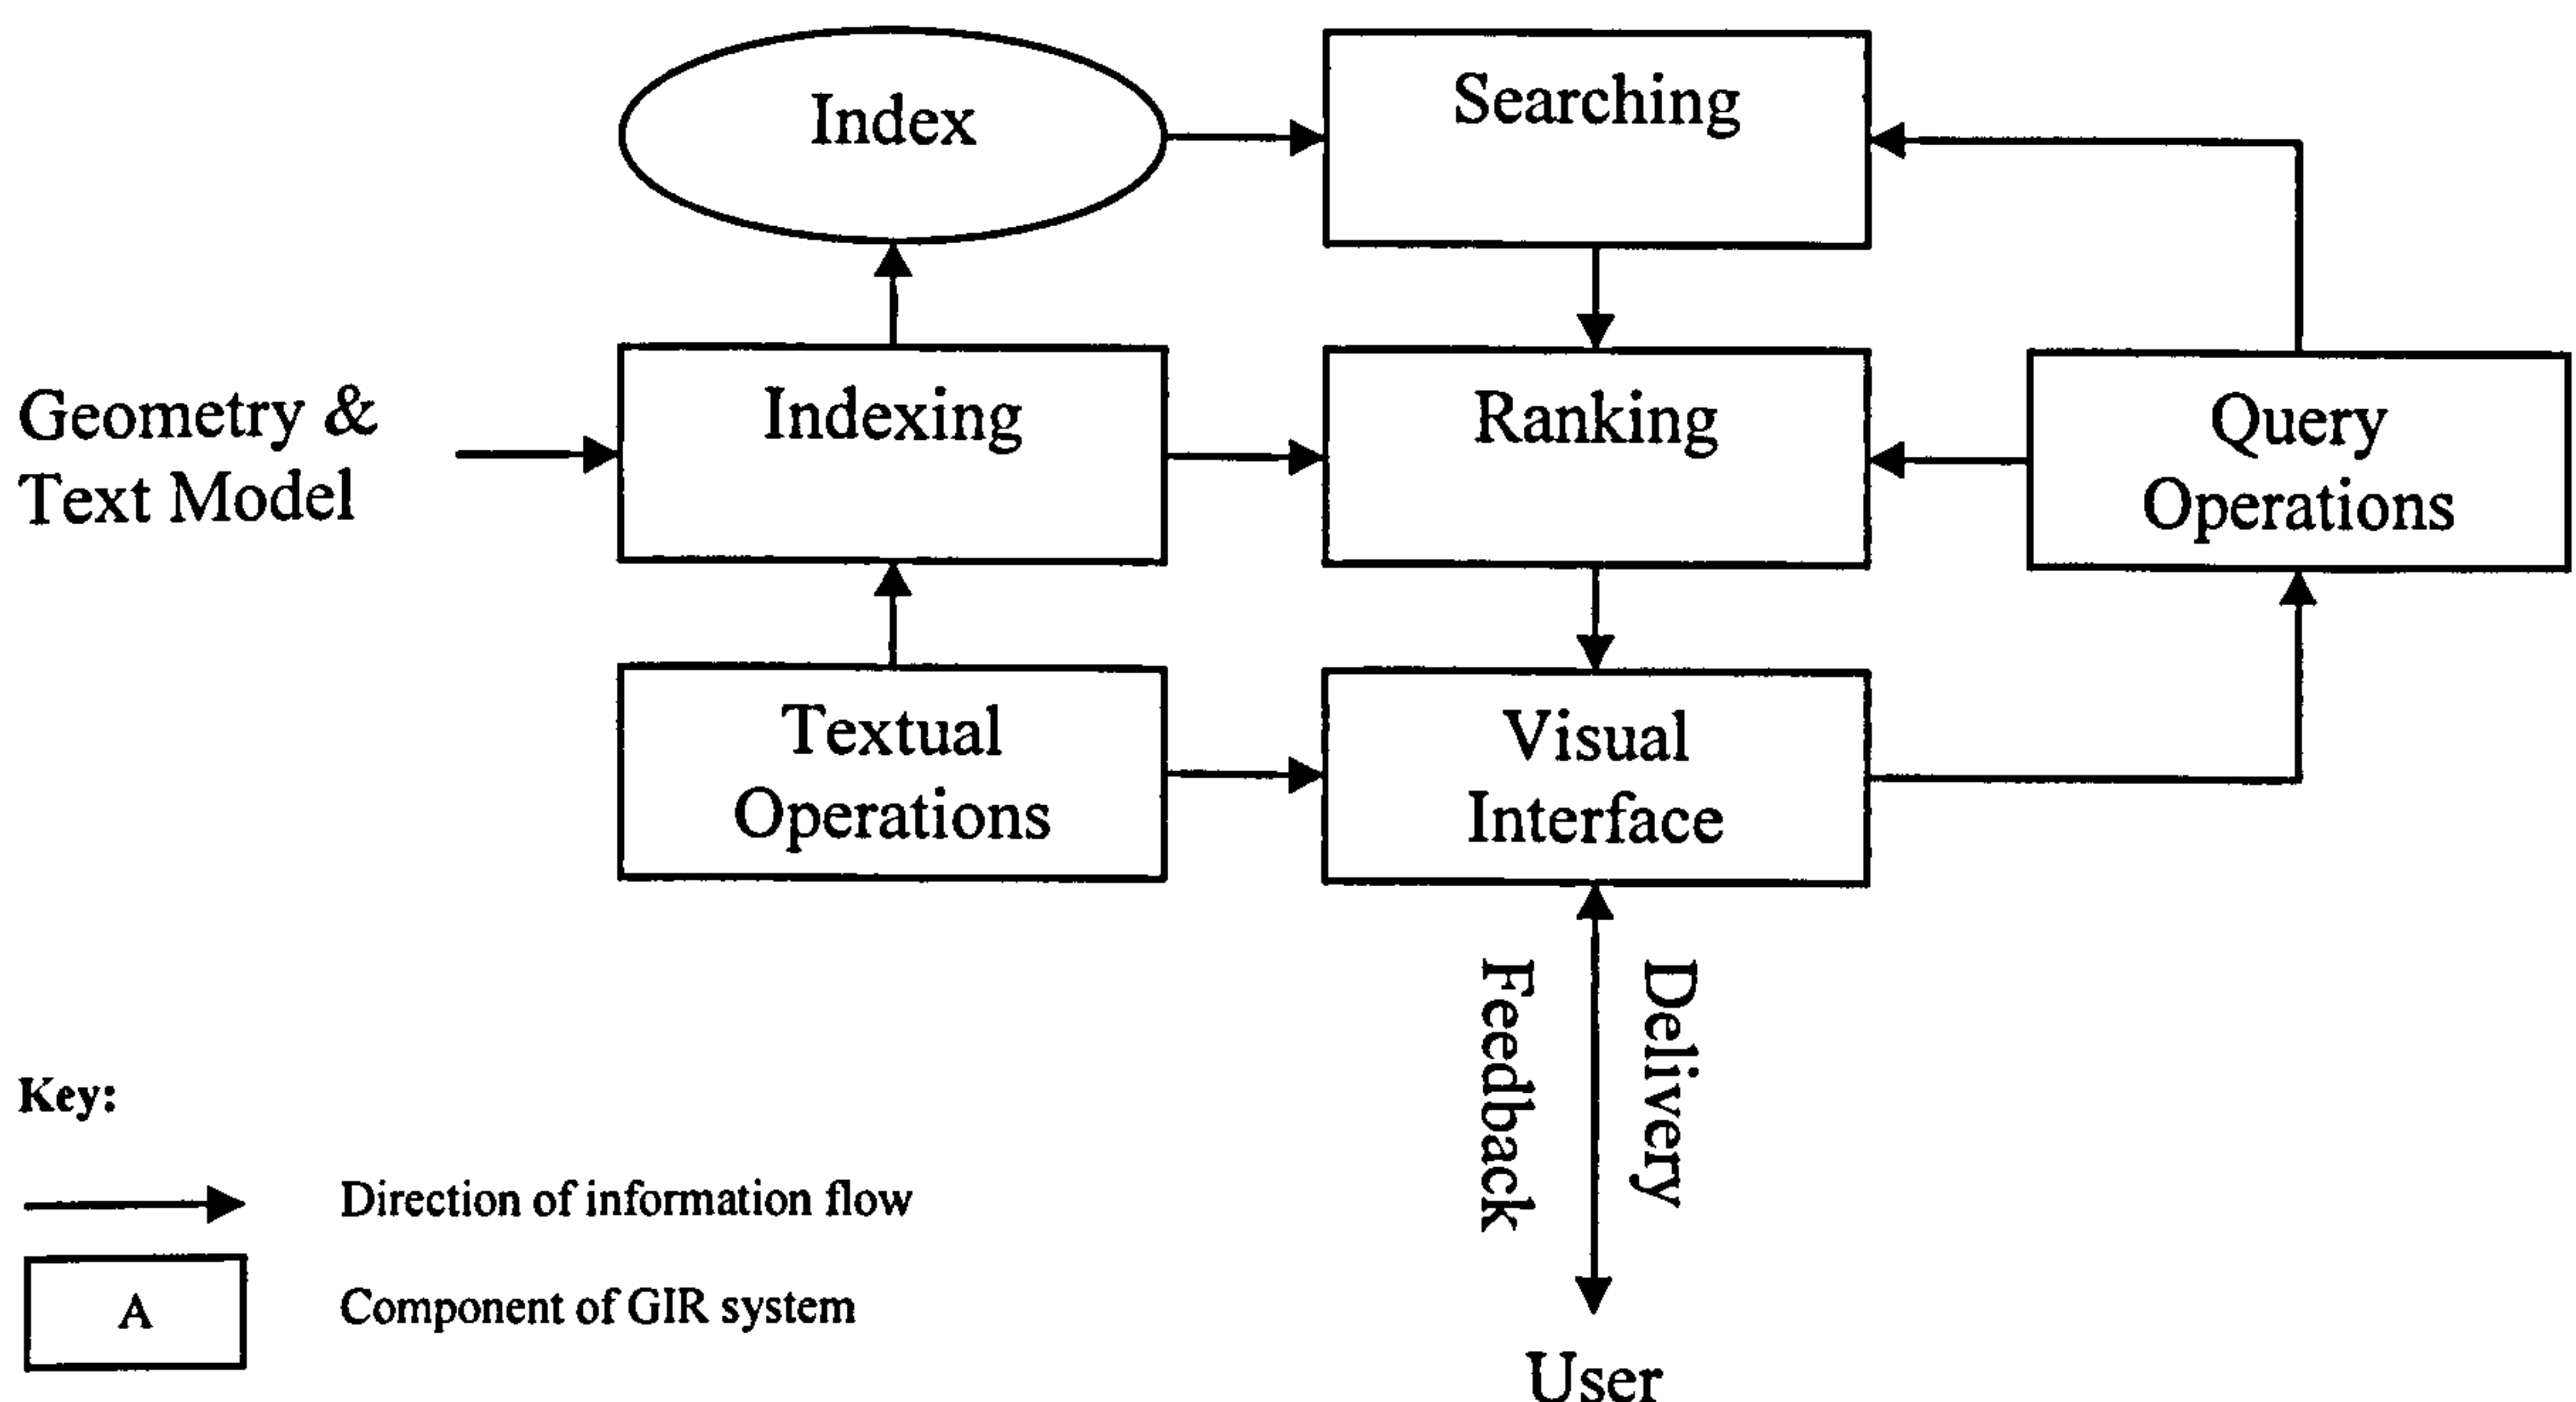 Index
Searching
Geometry &
Text Model
Indexing
Ranking
Query
Operations
Textual
Operations
Visual
Interface
Feedback
Delivery
Key:
Direction of information flow
A
Component of GIR system
User